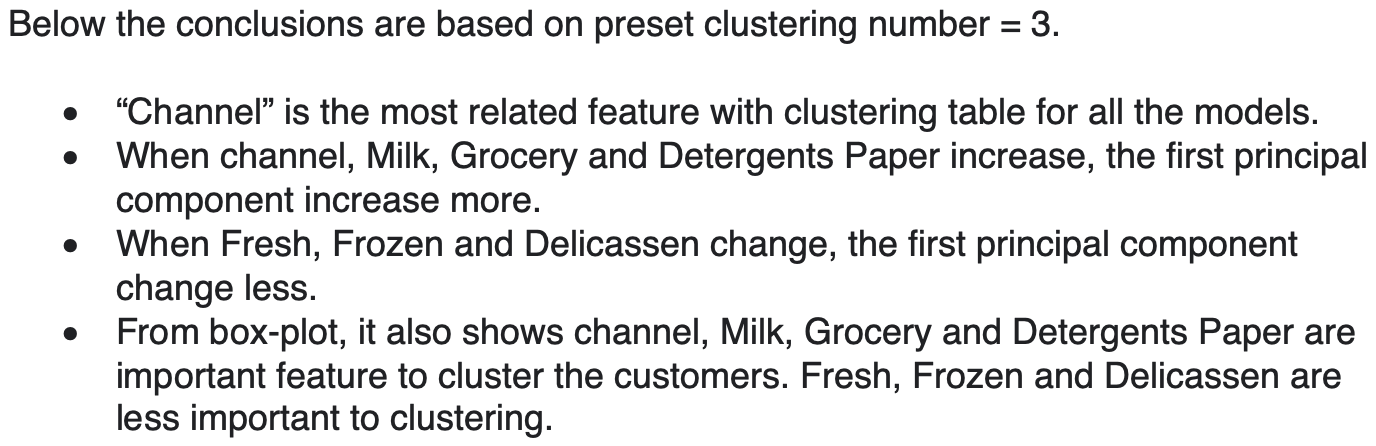 Below the conclusions are based on preset clustering number = 3.
• “Channel” is the most related feature with clustering table for all the models.
• When channel, Milk, Grocery and Detergents Paper increase, the first principal
component increase more.
• When Fresh, Frozen and Delicassen change, the first principal component
change less.
• From box-plot, it also shows channel, Milk, Grocery and Detergents Paper are
important feature to cluster the customers. Fresh, Frozen and Delicassen are
less important to clustering.